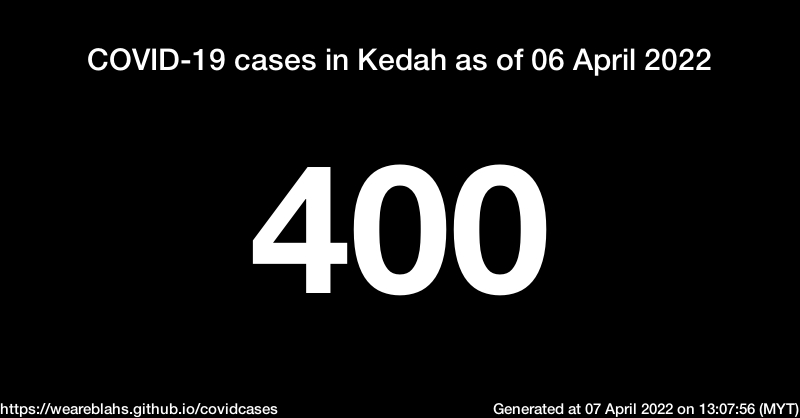 COVID-19 cases in Kedah as of 06 April 2022
400
https://weareblahs.github.io/covidcases
Generated at 07 April 2022 on 13:07:56 (MYT)